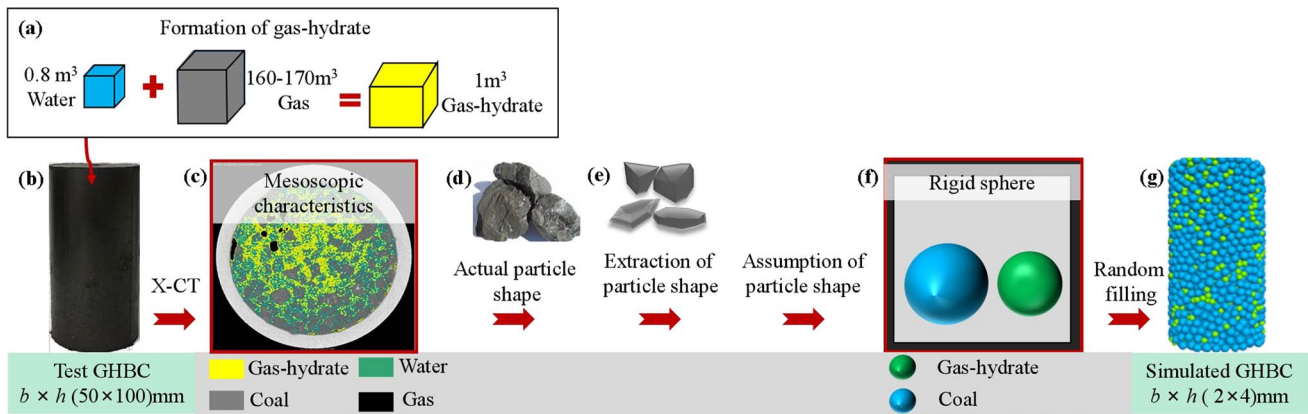 (a)
Formation of gas-hydrate
0.8 m³
Water
160-170m³
Gas
1m³
Gas-hydrate
(b)
(c)
Mesoscopic
characteristics
(d)
(e)
(f)
Rigid sphere
(g)
X-CT
Actual particle
shape
Extraction of
particle shape
Assumption of
particle shape
Random
filling
Test GHBC
b × h (50×100)mm
Gas-hydrate
Water
Coal
Gas
Gas-hydrate
Coal
Simulated GHBC
b × h ( 2×4)mm